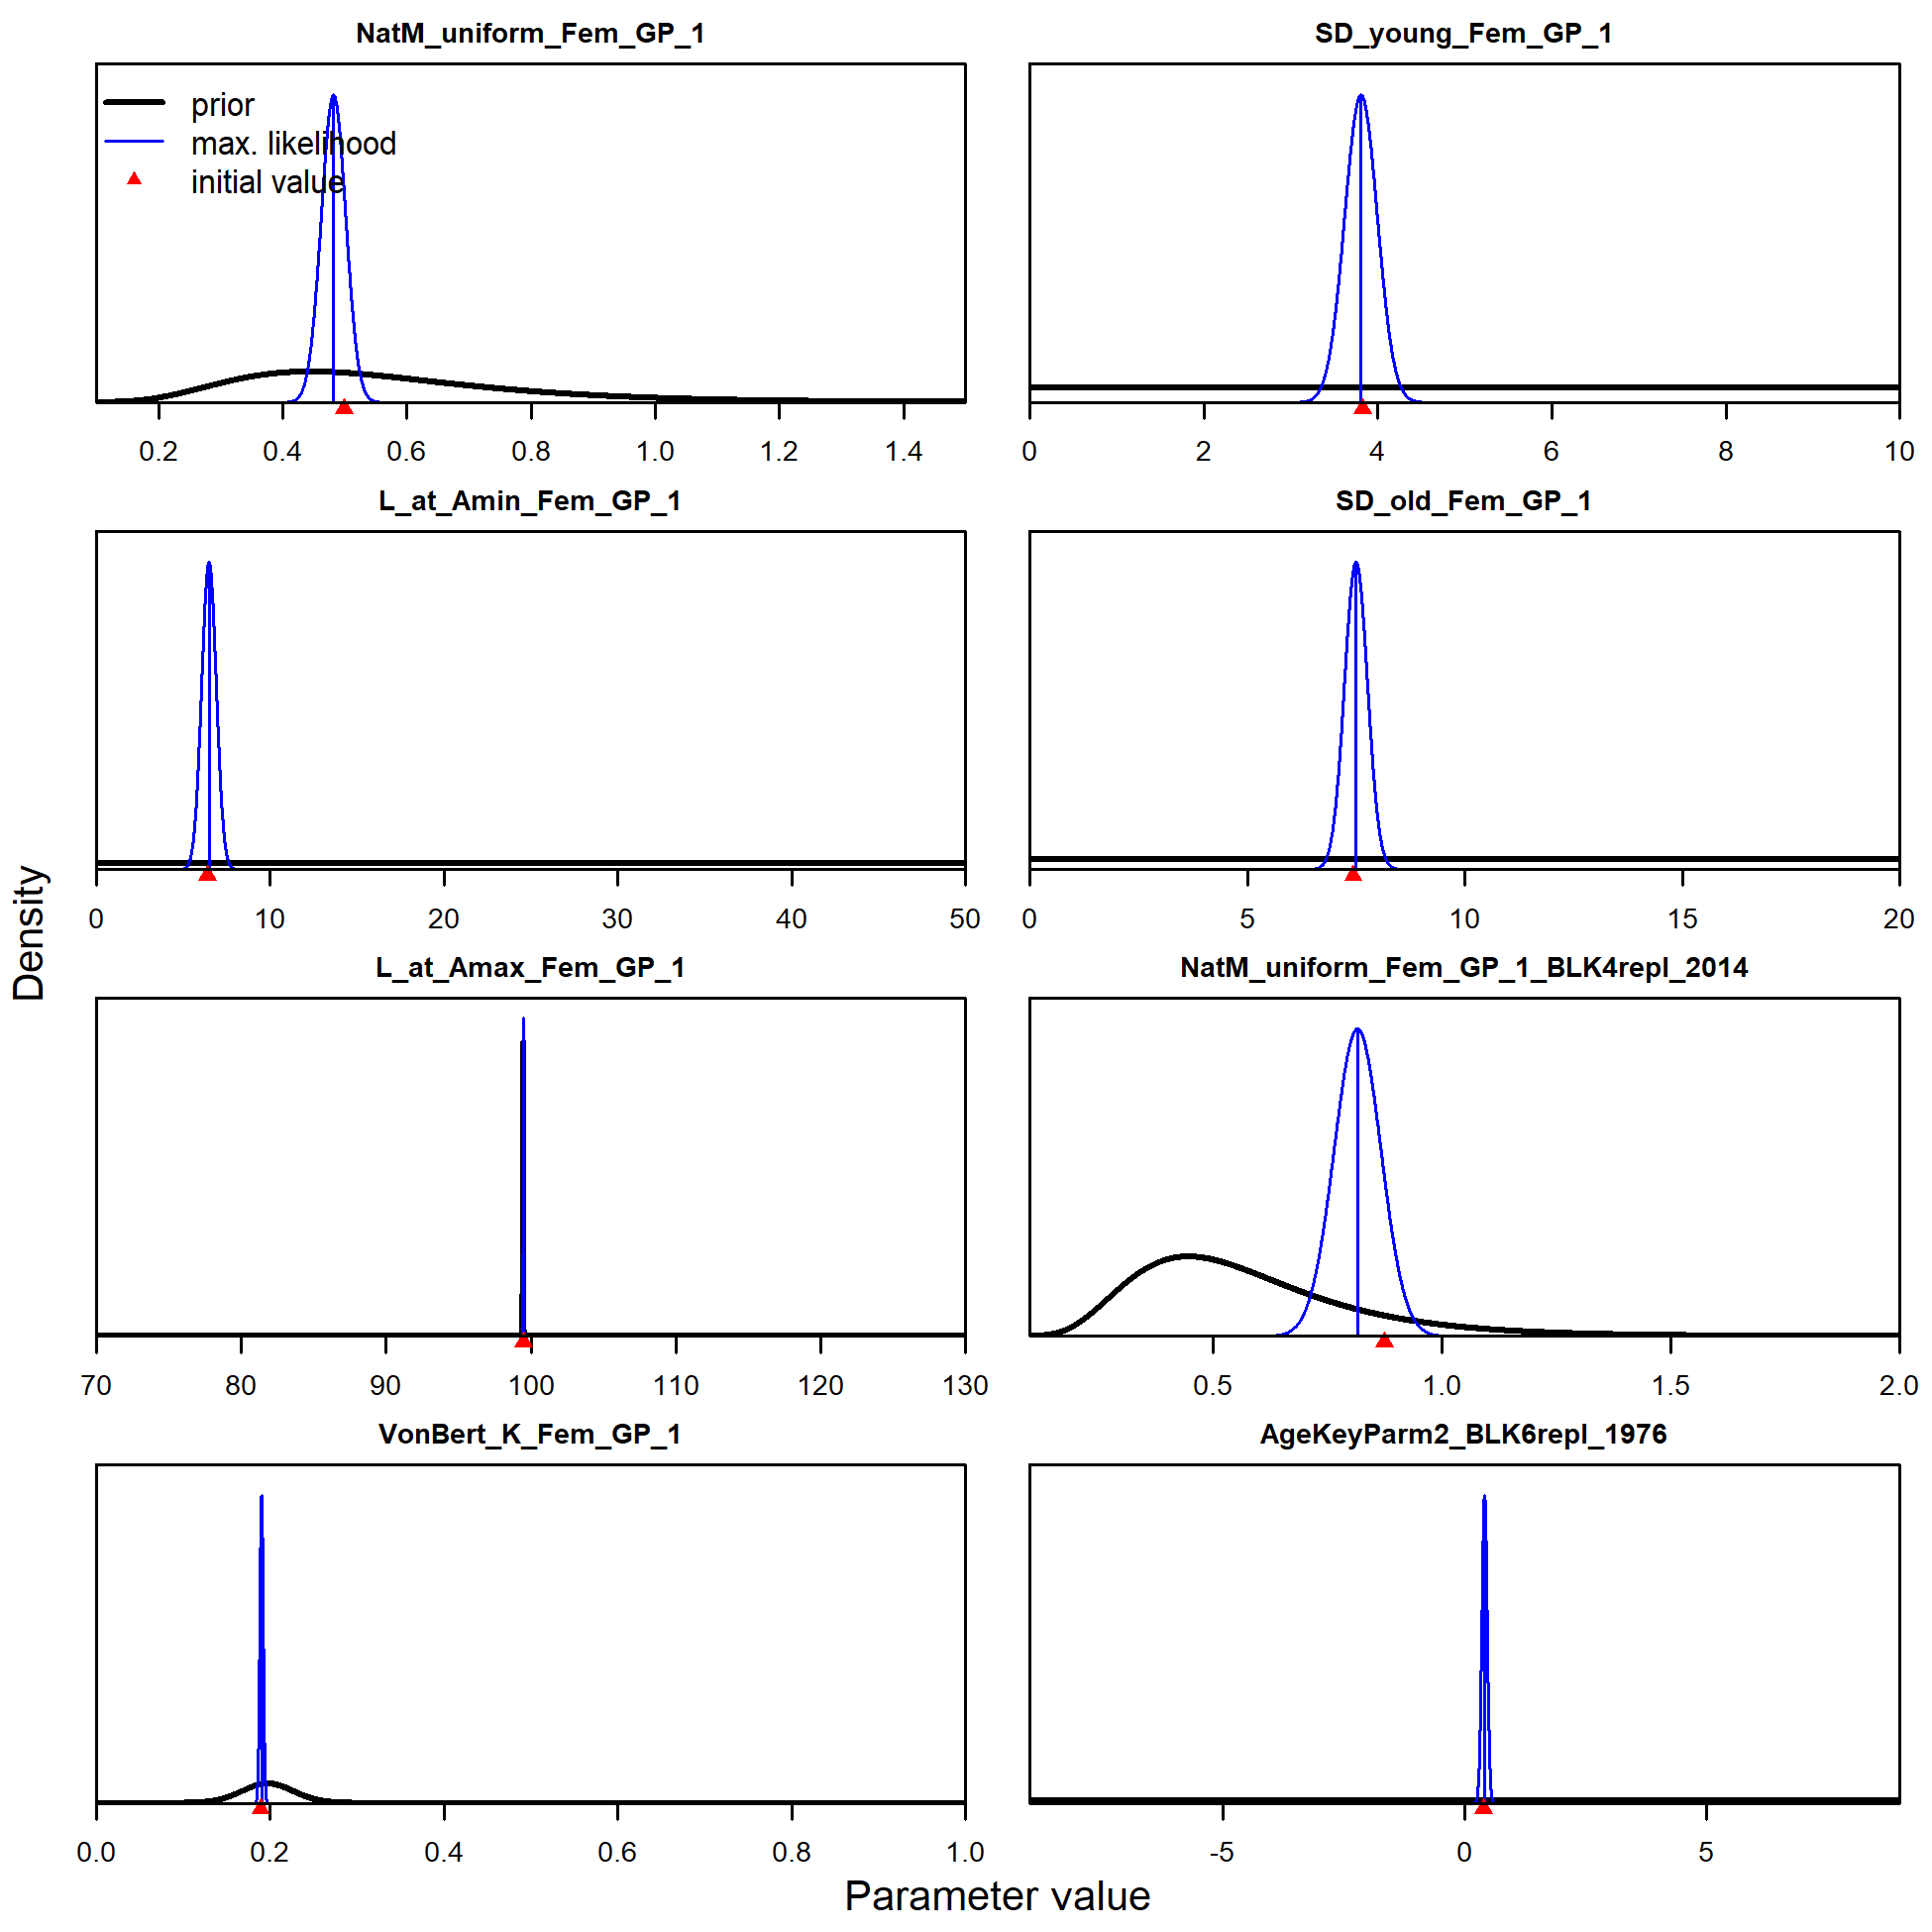 NatM_uniform_Fem_GP_1
prior
max. likelihood
initial value
0.2 0.4 0.6 0.8 1.0 1.2 1.4
SD_young_Fem_GP_1
0 2 4 6 8 10
L_at_Amin_Fem_GP_1
0 10 20 30 40 50
SD_old_Fem_GP_1
0 5 10 15 20
L_at_Amax_Fem_GP_1
70 80 90 100 110 120 130
NatM_uniform_Fem_GP_1_BLK4repl_2014
0.5 1.0 1.5 2.0
VonBert_K_Fem_GP_1
0.0 0.2 0.4 0.6 0.8 1.0
AgeKeyParm2_BLK6repl_1976
-5 0 5
Density
Parameter value